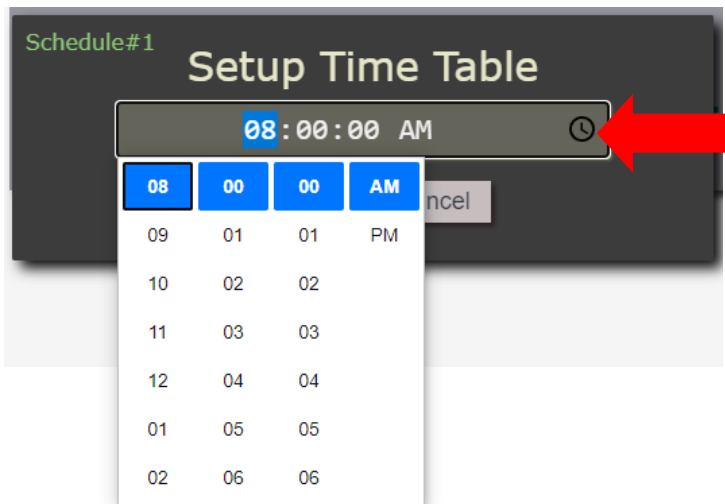 Schedule#1
Setup Time Table
08:00:00 AM
08 00 00 AM
ncel
09 01 01 PM
10 02 02
11 03 03
12 04 04
01 05 05
02 06 06